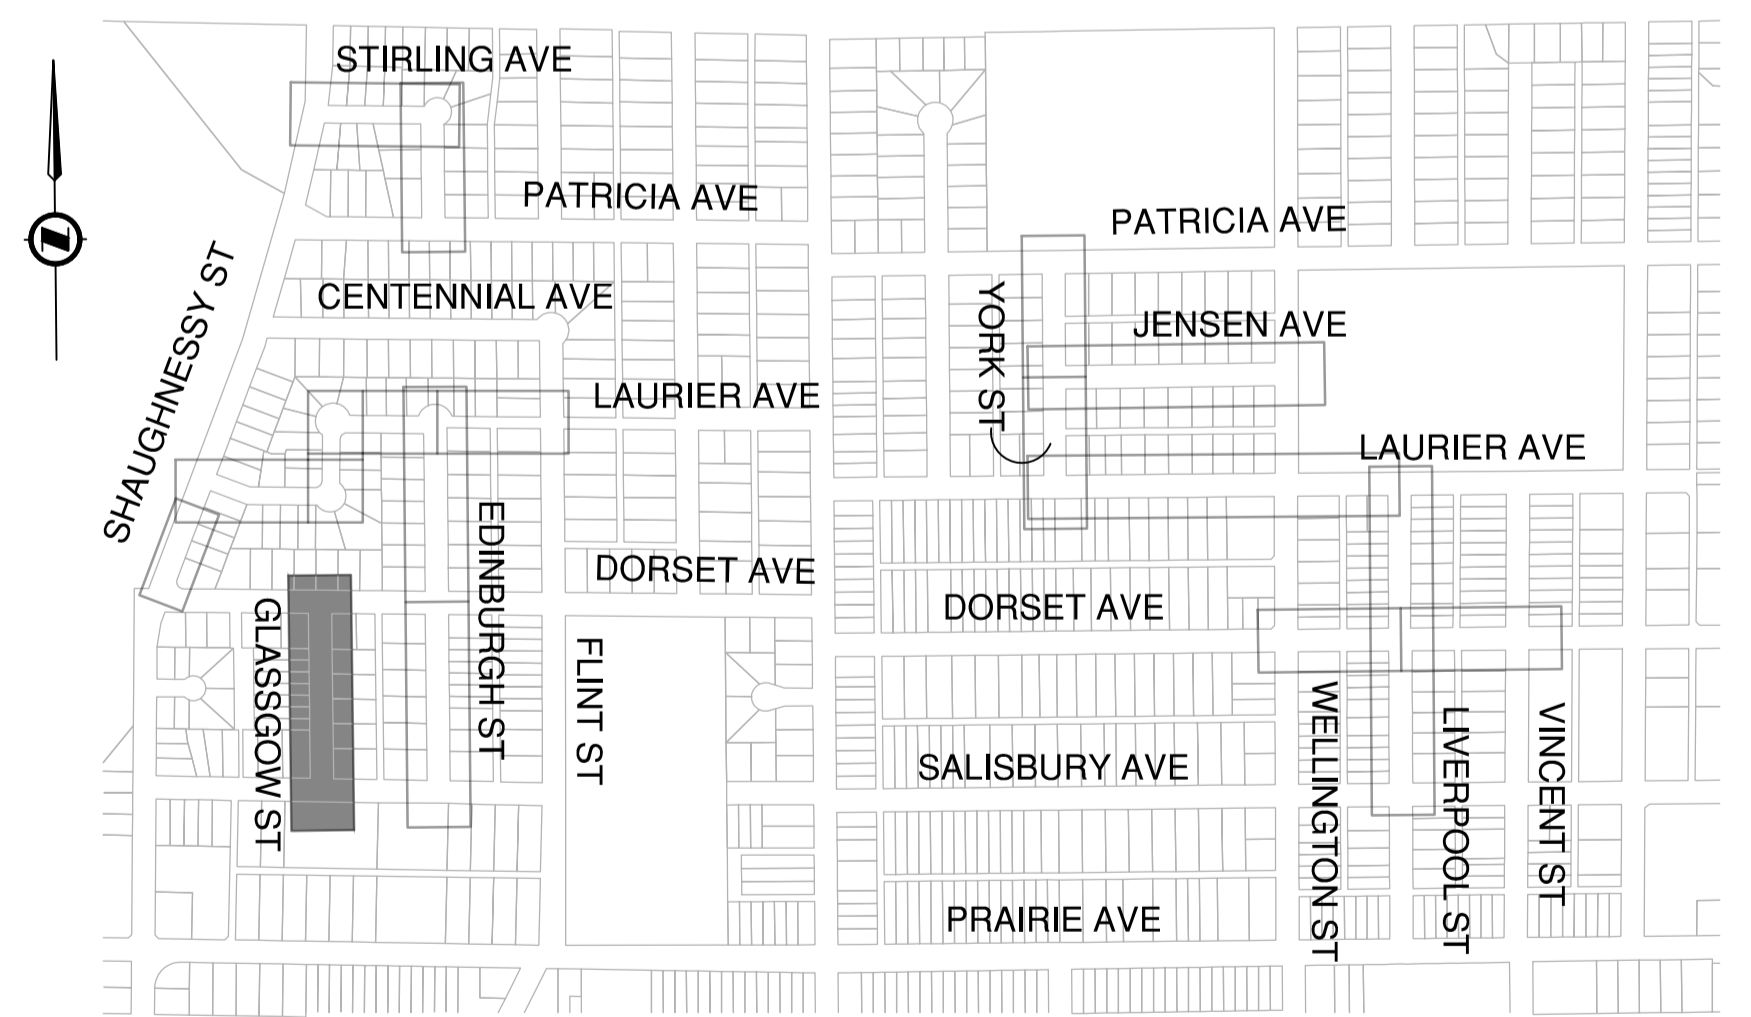 STIRLING AVE
PATRICIA AVE
PATRICIA AVE
SHAUGHNESSY ST
CENTENNIAL AVE
YORK ST
JENSEN AVE
LAURIER AVE
LAURIER AVE
EDINBURGH ST
DORSET AVE
DORSET AVE
GLASSGOW ST
FLINT ST
WELLINGTON ST
LIVERPOOL ST
VINCENT ST
SALISBURY AVE
PRAIRIE AVE